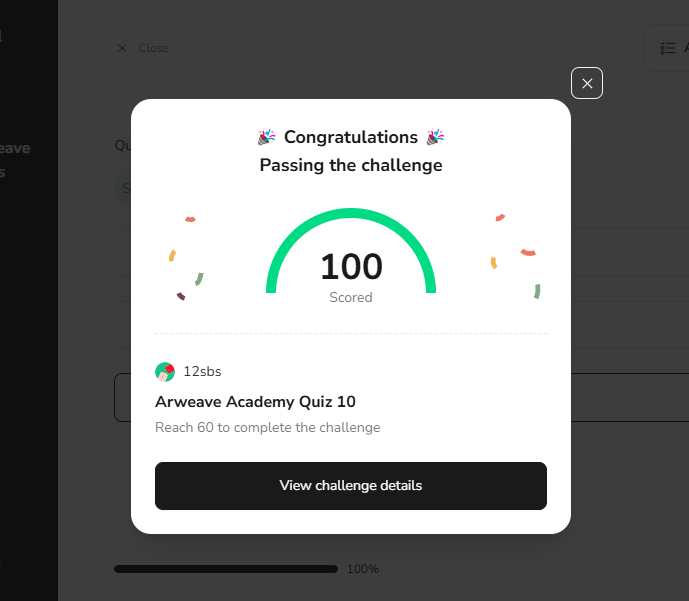 Close
eave
s
Qu
S
A
🎉 Congratulations 🎉
Passing the challenge
100
Scored
12sbs
Arweave Academy Quiz 10
Reach 60 to complete the challenge
View challenge details
100%